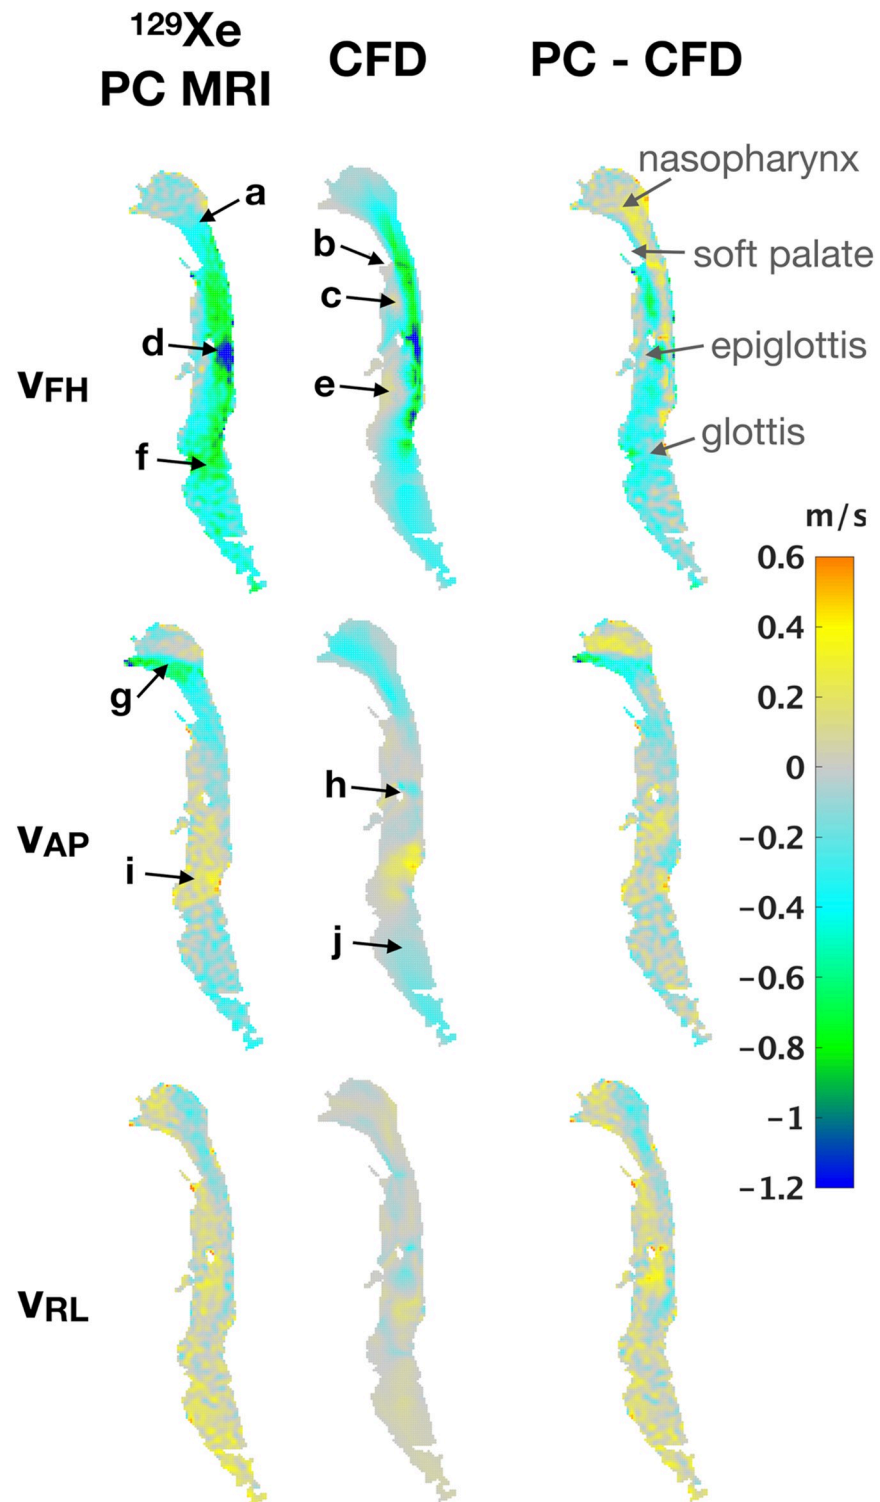 ¹²⁹Xe
PC MRI
CFD
PC - CFD
nasopharynx
a
b
soft palate
c
d
epiglottis
vFH
e
glottis
f
m/s
0.6
0.4
g
0.2
0
h
vAP
−0.2
i
−0.4
j
−0.6
−0.8
−1
−1.2
vRL